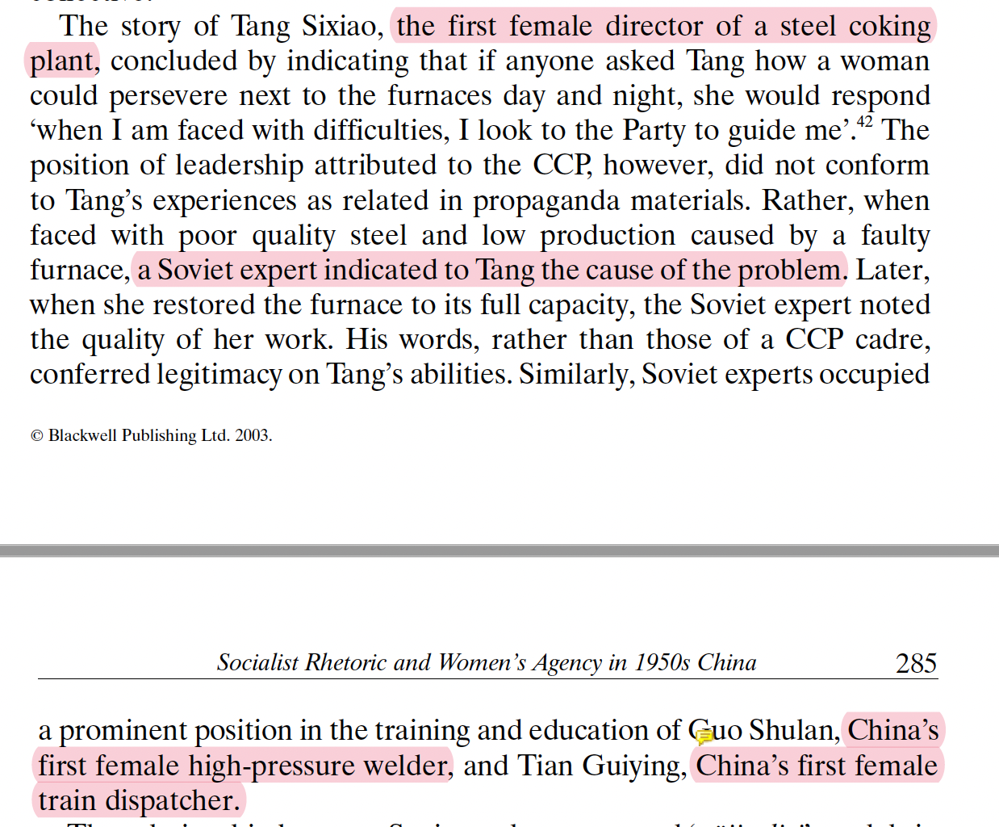 The story of Tang Sixiao, the first female director of a steel coking
plant, concluded by indicating that if anyone asked Tang how a woman
could persevere next to the furnaces day and night, she would respond
‘when I am faced with difficulties, I look to the Party to guide me’.42 The
position of leadership attributed to the CCP, however, did not conform
to Tang’s experiences as related in propaganda materials. Rather, when
faced with poor quality steel and low production caused by a faulty
furnace, a Soviet expert indicated to Tang the cause of the problem. Later,
when she restored the furnace to its full capacity, the Soviet expert noted
the quality of her work. His words, rather than those of a CCP cadre,
conferred legitimacy on Tang’s abilities. Similarly, Soviet experts occupied
© Blackwell Publishing Ltd. 2003.
Socialist Rhetoric and Women’s Agency in 1950s China 285
a prominent position in the training and education of Guo Shulan, China’s
first female high-pressure welder, and Tian Guiying, China’s first female
train dispatcher.